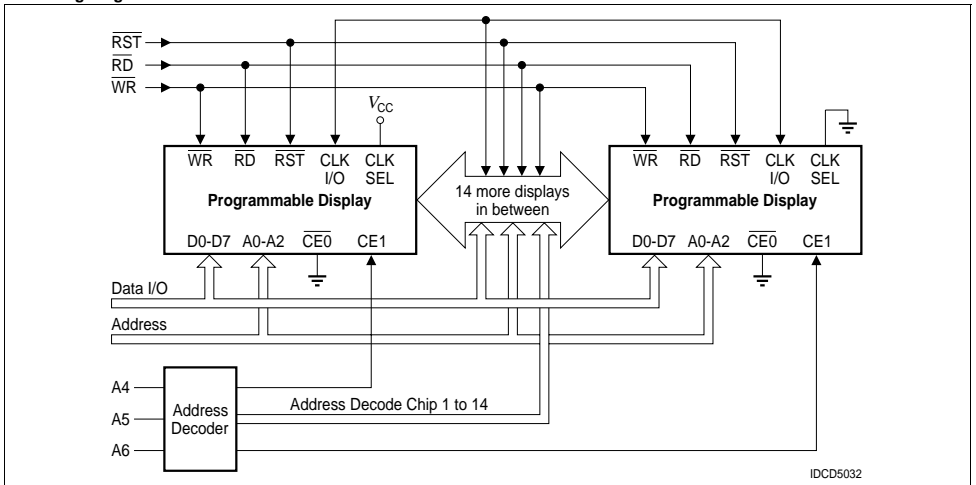 RST
RD
WR
VCC
WR RD RST CLK I/O CLK SEL
Programmable Display
D0-D7 A0-A2 CE0 CE1
14 more displays
in between
WR RD RST CLK I/O CLK SEL
Programmable Display
D0-D7 A0-A2 CE0 CE1
Data I/O
Address
A4
A5
A6
Address
Decoder
Address Decode Chip 1 to 14
IDCD5032